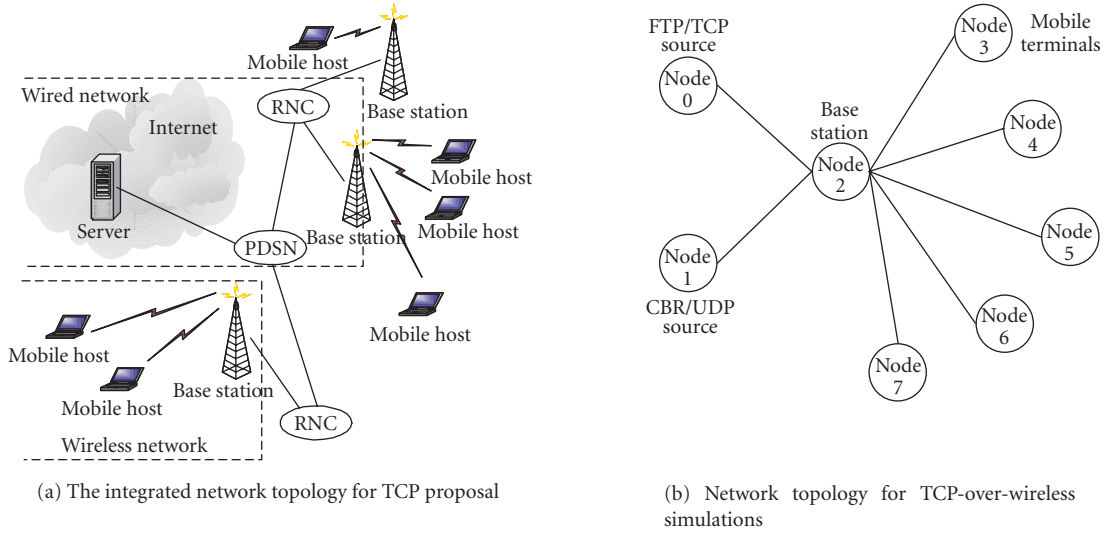 Mobile host
Base station
RNC
Wired network
Internet
Server
Mobile host
Mobile host
Base station
PDSN
Mobile host
Mobile host
Mobile host
Base station
RNC
Wireless network
(a) The integrated network topology for TCP proposal
FTP/TCP
source
Node
0
Node
1
CBR/UDP
source
Base
station
Node
2
Node
3
Mobile
terminals
Node
4
Node
5
Node
6
Node
7
(b) Network topology for TCP-over-wireless
simulations